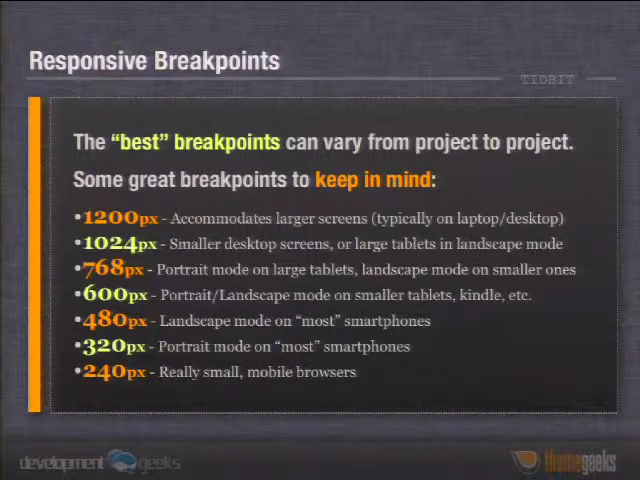 Responsive Breakpoints
TIDBIT
The “best” breakpoints can vary from project to project.
Some great breakpoints to keep in mind:
•1200px - Accommodates larger screens (typically on laptop/desktop)
•1024px - Smaller desktop screens, or large tablets in landscape mode
•768px - Portrait mode on large tablets, landscape mode on smaller ones
•600px - Portrait/Landscape mode on smaller tablets, kindle, etc.
•480px - Landscape mode on “most” smartphones
•320px - Portrait mode on “most” smartphones
•240px - Really small, mobile browsers
development geeks
themegeeks